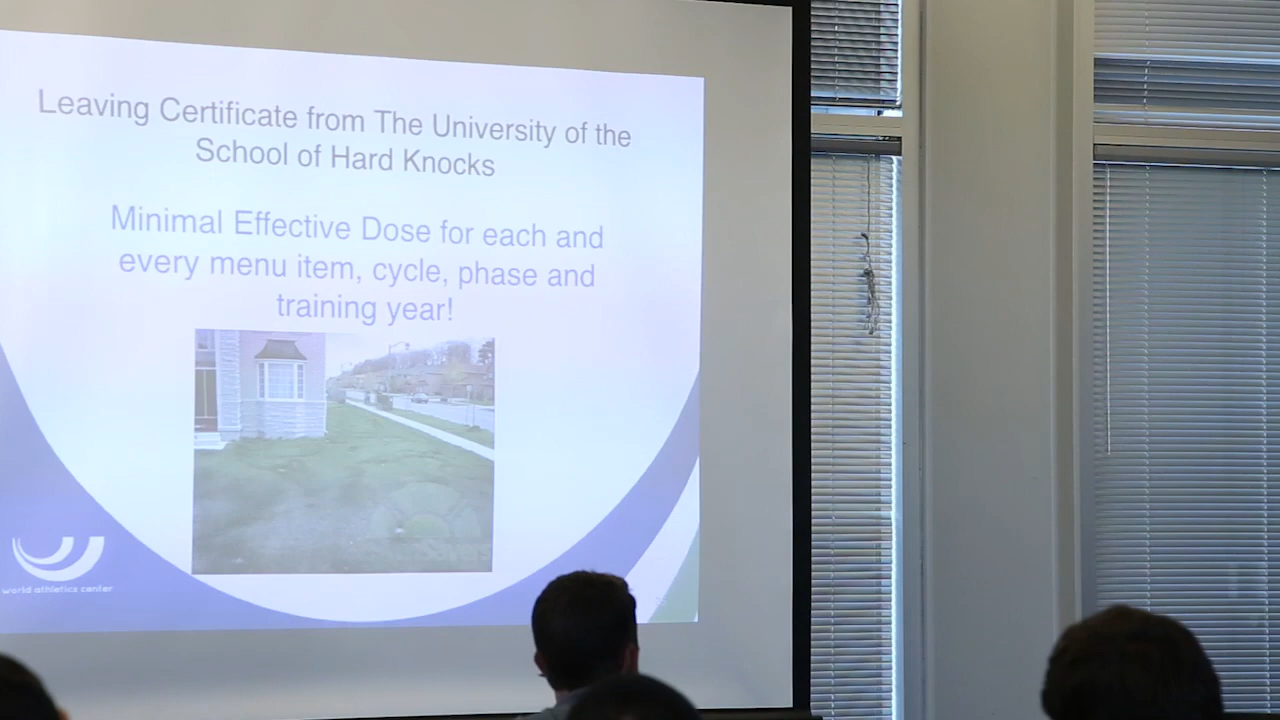 Leaving Certificate from The University of the
School of Hard Knocks
Minimal Effective Dose for each and
every menu item, cycle, phase and
training year!
world athletics center